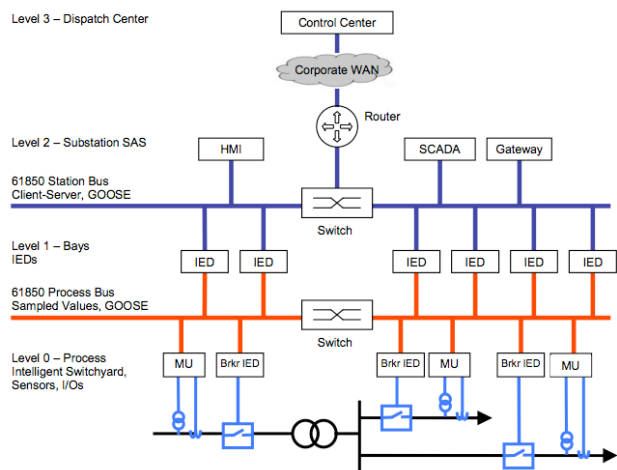 Level 3 – Dispatch Center
Control Center
Corporate WAN
Router
Level 2 – Substation SAS
HMI
SCADA
Gateway
61850 Station Bus
Client-Server, GOOSE
Switch
Level 1 – Bays
IEDs
IED
IED
IED
IED
IED
IED
61850 Process Bus
Sampled Values, GOOSE
Switch
Level 0 – Process
Intelligent Switchyard,
Sensors, I/Os
MU
Brkr IED
Brkr IED
MU
Brkr IED
MU